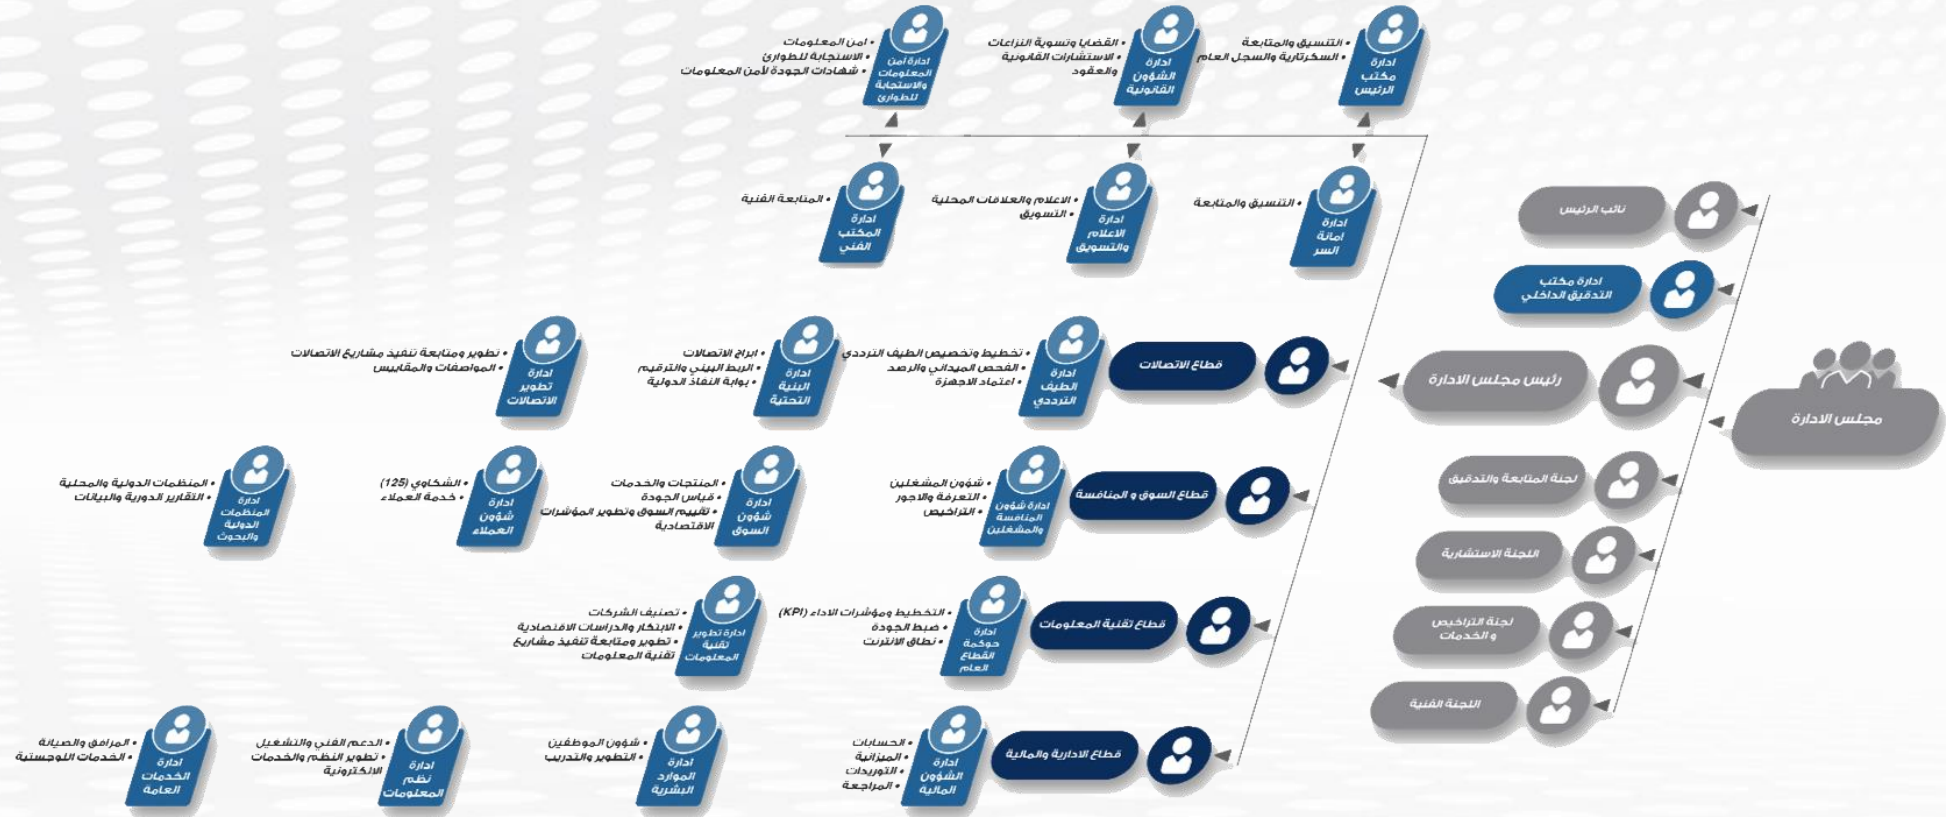 مجلس الادارة
نائب الرئيس
ادارة مكتب
التدقيق الداخلي
رئيس مجلس الادارة
لجنة المتابعة والتدقيق
اللجنة الاستشارية
لجنة التراخيص
و الخدمات
اللجنة الفنية
ادارة
مكتب
الرئيس
• التنسيق والمتابعة
• السكرتارية والسجل العام
ادارة
الشؤون
القانونية
• القضايا وتسوية النزاعات
• الاستشارات القانونية
والعقود
ادارة أمن
المعلومات
والاستجابة
للطوارئ
• امن المعلومات
• الاستجابة للطوارئ
• شهادات الجودة لأمن المعلومات
ادارة
امانة
السر
• التنسيق والمتابعة
ادارة
الاعلام
والتسويق
• الاعلام والعلاقات المحلية
• التسويق
ادارة
المكتب
الفني
• المتابعة الفنية
قطاع الاتصالات
ادارة
الطيف
الترددي
• تخطيط وتخصيص الطيف الترددي
• الفحص الميداني والرصد
• اعتماد الاجهزة
ادارة
البنية
التحتية
• ابراج الاتصالات
• الربط البيني والترقيم
• بوابة النفاذ الدولية
ادارة
تطوير
الاتصالات
• تطوير ومتابعة تنفيذ مشاريع الاتصالات
• المواصفات والمقاييس
قطاع السوق و المنافسة
ادارة شؤون
المنافسة
والمشغلين
• شؤون المشغلين
• التعرفة والاجور
• التراخيص
ادارة
شؤون
السوق
• المنتجات والخدمات
• قياس الجودة
• تقييم السوق وتطوير المؤشرات
الاقتصادية
ادارة
شؤون
العملاء
• الشكاوي (125)
• خدمة العملاء
ادارة
المنظمات
الدولية
والبحوث
• المنظمات الدولية والمحلية
• التقارير الدورية والبيانات
قطاع تقنية المعلومات
ادارة
حوكمة
القطاع
العام
• التخطيط ومؤشرات الاداء (KPI)
• ضبط الجودة
• نطاق الانترنت
ادارة تطوير
تقنية
المعلومات
• تصنيف الشركات
• الابتكار والدراسات الاقتصادية
• تطوير ومتابعة تنفيذ مشاريع
تقنية المعلومات
قطاع الادارية والمالية
ادارة
الشؤون
المالية
• الحسابات
• الميزانية
• التوريدات
• المراجعة
ادارة
الموارد
البشرية
• شؤون الموظفين
• التطوير والتدريب
ادارة
نظم
المعلومات
• الدعم الفني والتشغيل
• تطوير النظم والخدمات
الالكترونية
ادارة
الخدمات
العامة
• المرافق والصيانة
• الخدمات اللوجستية